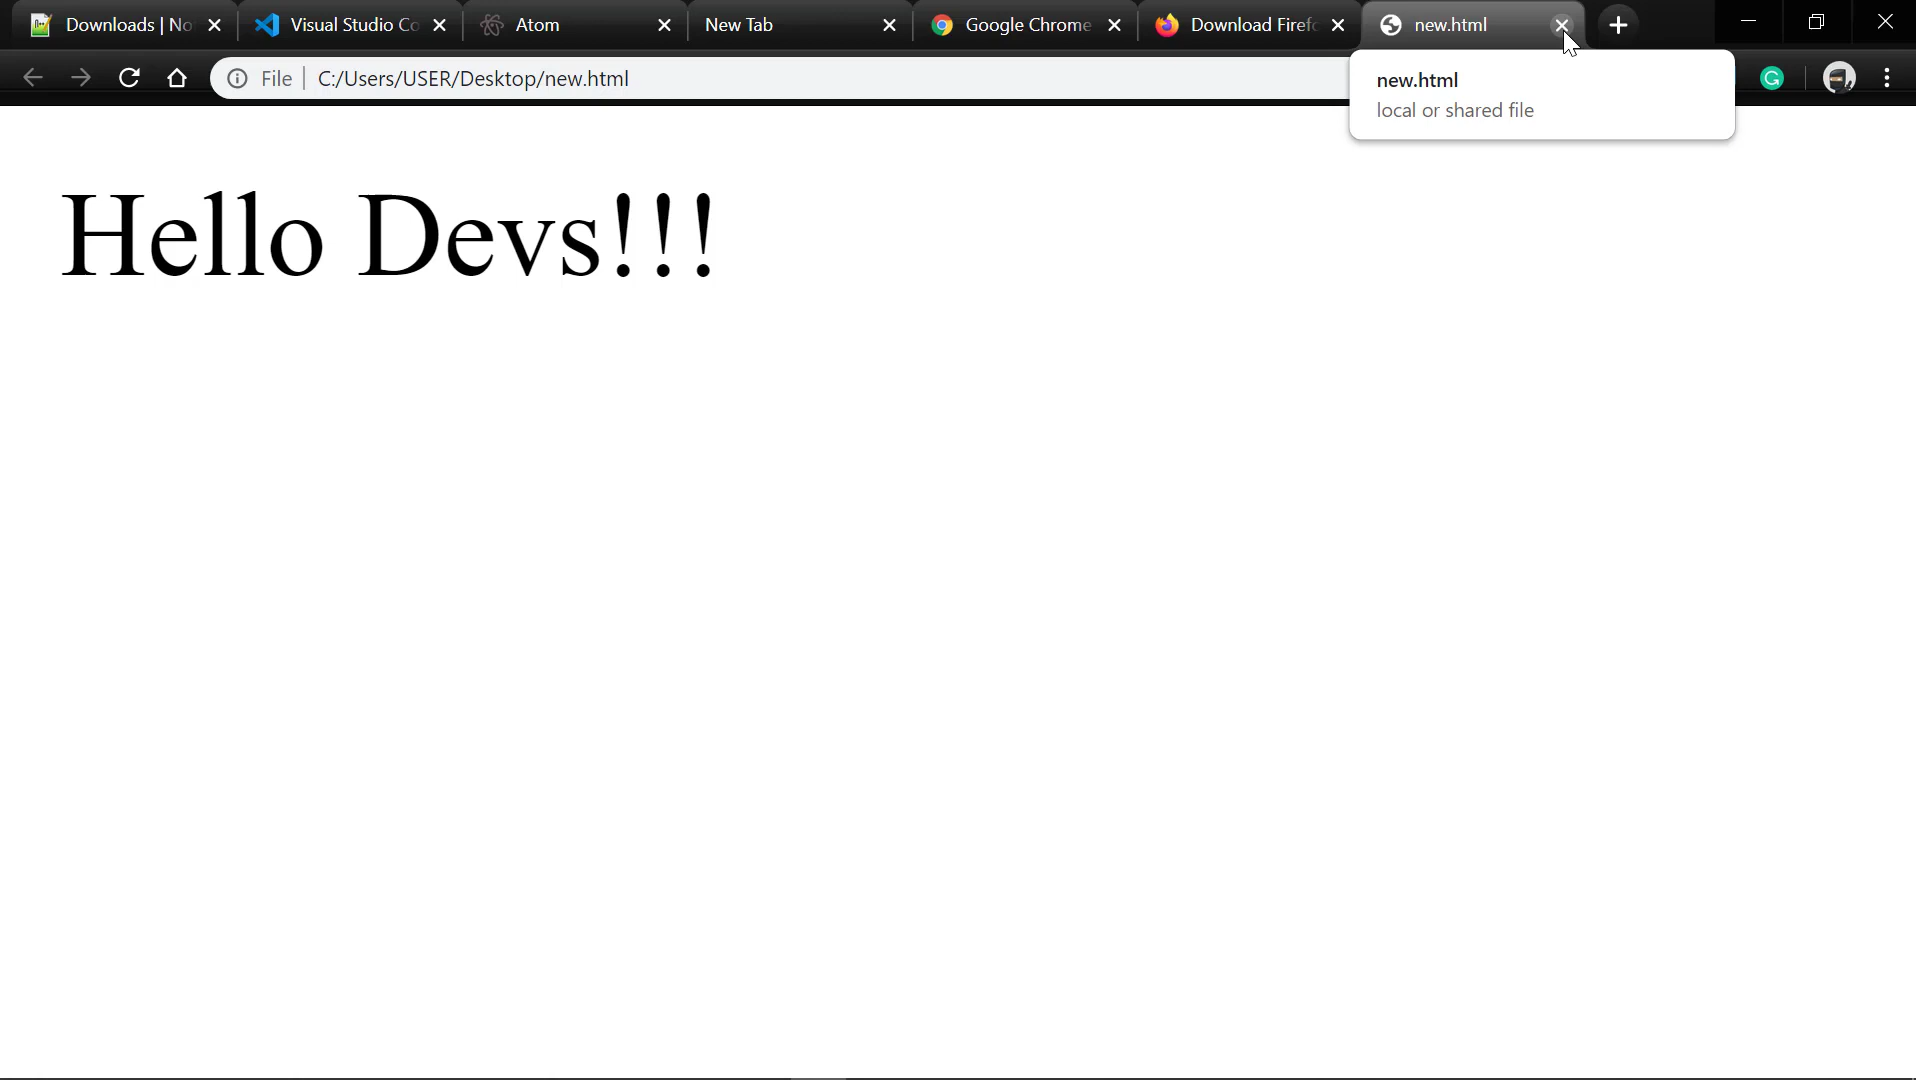 Downloads | No
Visual Studio Co
Atom
New Tab
Google Chrome
Download Firefo
new.html
File
C:/Users/USER/Desktop/new.html
new.html
local or shared file
Hello Devs!!!